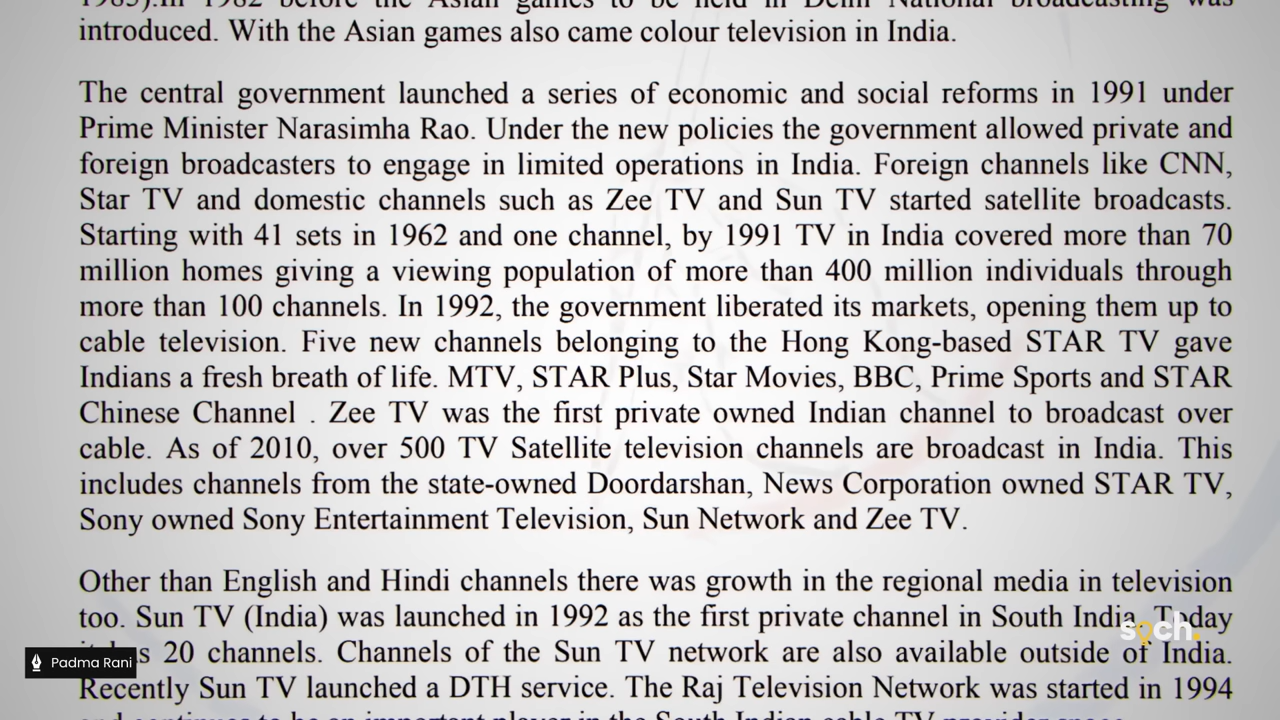 introduced. With the Asian games also came colour television in India.
The central government launched a series of economic and social reforms in 1991 under
Prime Minister Narasimha Rao. Under the new policies the government allowed private and
foreign broadcasters to engage in limited operations in India. Foreign channels like CNN,
Star TV and domestic channels such as Zee TV and Sun TV started satellite broadcasts.
Starting with 41 sets in 1962 and one channel, by 1991 TV in India covered more than 70
million homes giving a viewing population of more than 400 million individuals through
more than 100 channels. In 1992, the government liberated its markets, opening them up to
cable television. Five new channels belonging to the Hong Kong-based STAR TV gave
Indians a fresh breath of life. MTV, STAR Plus, Star Movies, BBC, Prime Sports and STAR
Chinese Channel . Zee TV was the first private owned Indian channel to broadcast over
cable. As of 2010, over 500 TV Satellite television channels are broadcast in India. This
includes channels from the state-owned Doordarshan, News Corporation owned STAR TV,
Sony owned Sony Entertainment Television, Sun Network and Zee TV.
Other than English and Hindi channels there was growth in the regional media in television
too. Sun TV (India) was launched in 1992 as the first private channel in South India. Today
20 channels. Channels of the Sun TV network are also available outside of India.
Recently Sun TV launched a DTH service. The Raj Television Network was started in 1994
soch.
Padma Rani